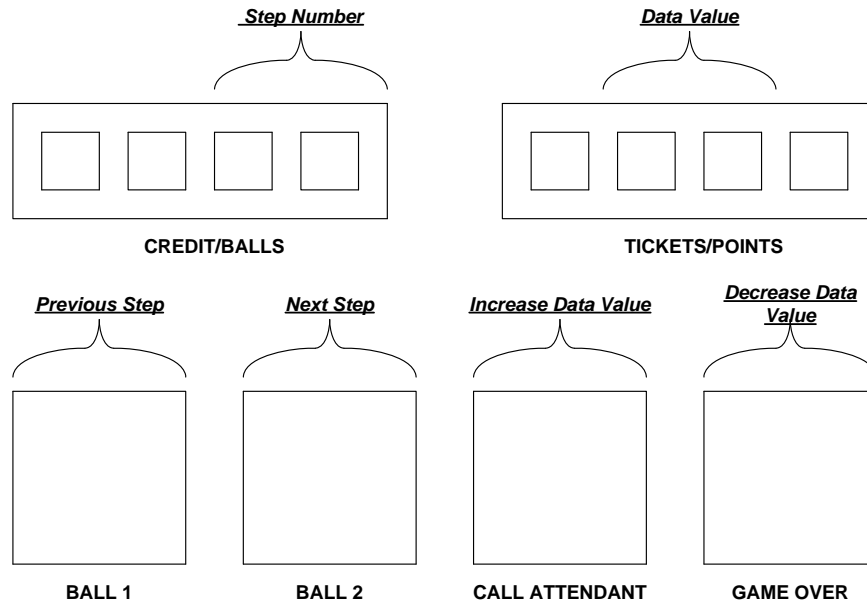 Step Number
Data Value
CREDIT/BALLS
TICKETS/POINTS
Previous Step
Next Step
Increase Data Value
Decrease Data
Value
BALL 1
BALL 2
CALL ATTENDANT
GAME OVER